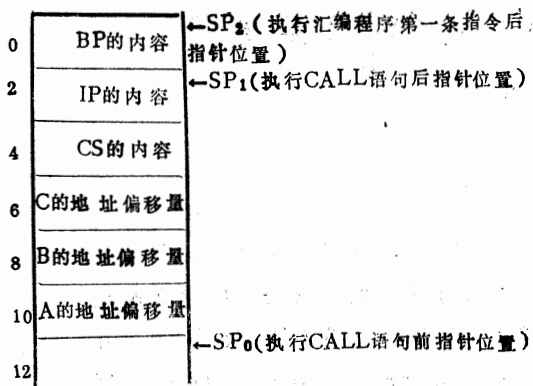 ←SP₂(执行汇编程序第一条指令后
0 BP的内容 指针位置)
2 ←SP₁(执行CALL语句后指针位置)
IP的内容
4 CS的内容
6 C的地址偏移量
8 B的地址偏移量
10 A的地址偏移量
←SP₀(执行CALL语句前指针位置)
12